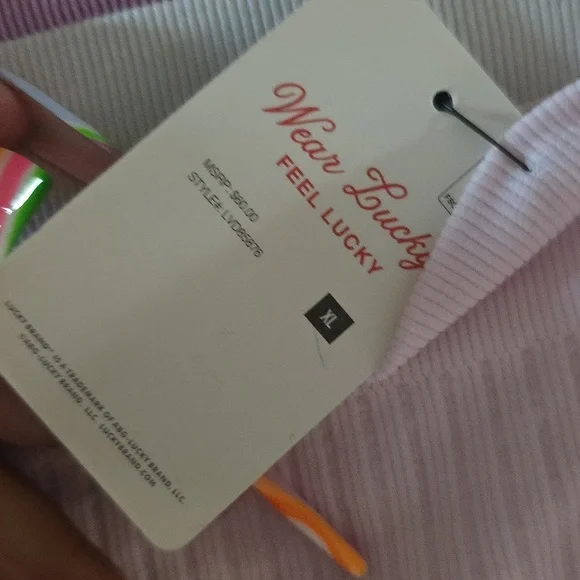 Wear Lucky
FEEL LUCKY
MSRP: $60.00
STYLE#: LVD85876
XL
LUCKY BRAND® IS A TRADEMARK OF ABG-LUCKY BRAND, LLC.
©ABG-LUCKY BRAND, LLC. LUCKYBRAND.COM